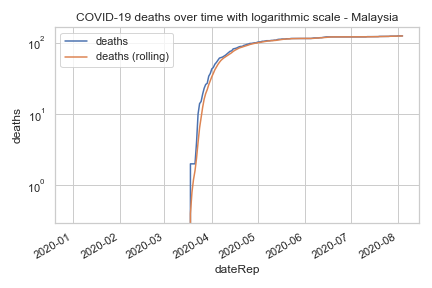 COVID-19 deaths over time with logarithmic scale - Malaysia
deaths
deaths (rolling)
deaths
10²
10¹
10⁰
2020-01
2020-02
2020-03
2020-04
2020-05
2020-06
2020-07
2020-08
dateRep